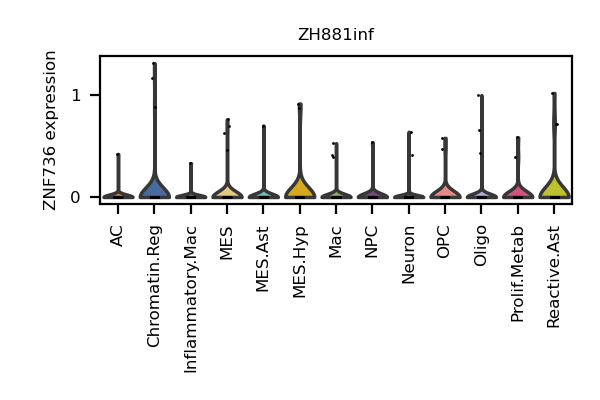 ZH881inf
ZNF736 expression
1
0
AC
Chromatin.Reg
Inflammatory.Mac
MES
MES.Ast
MES.Hyp
Mac
NPC
Neuron
OPC
Oligo
Prolif.Metab
Reactive.Ast